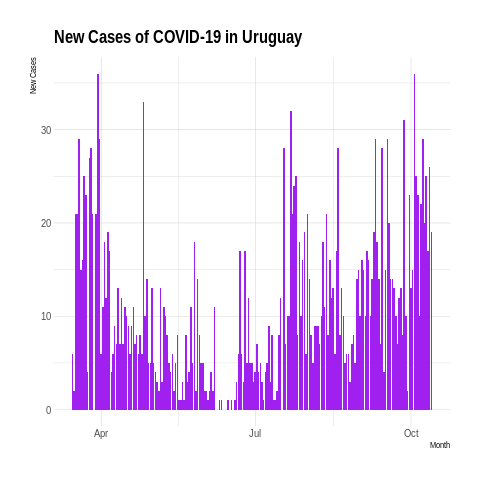 New Cases of COVID-19 in Uruguay
New Cases
30
20
10
0
Apr
Jul
Oct
Month